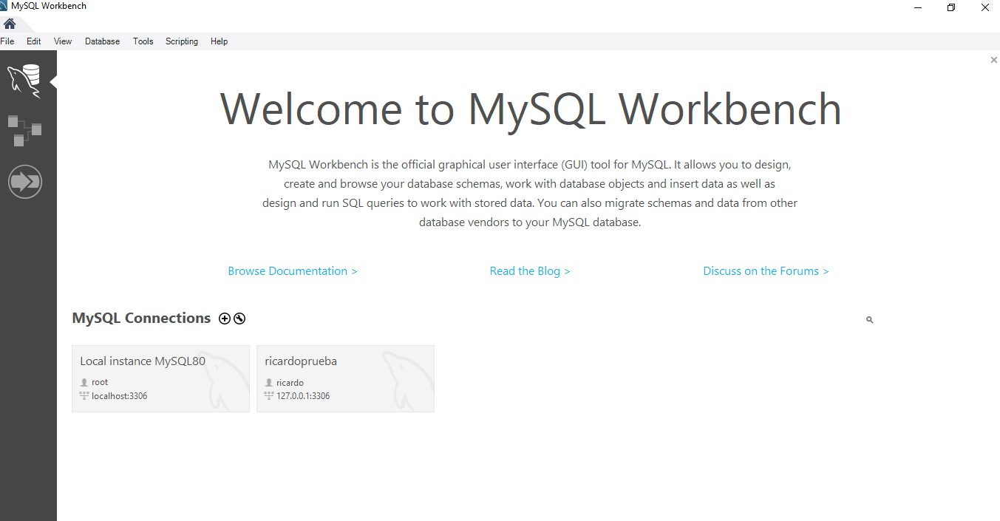 MySQL Workbench
File Edit View Database Tools Scripting Help
Welcome to MySQL Workbench
MySQL Workbench is the official graphical user interface (GUI) tool for MySQL. It allows you to design,
create and browse your database schemas, work with database objects and insert data as well as
design and run SQL queries to work with stored data. You can also migrate schemas and data from other
database vendors to your MySQL database.
Browse Documentation > Read the Blog > Discuss on the Forums >
MySQL Connections
Local instance MySQL80
root
localhost:3306
ricardoprueba
ricardo
127.0.0.1:3306